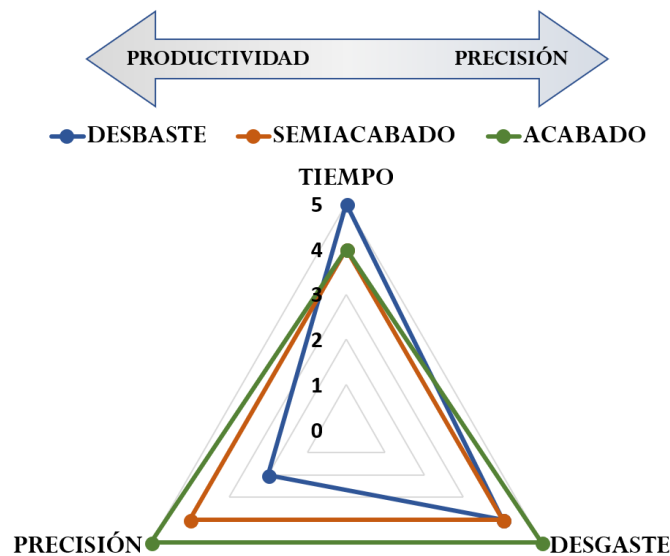 PRODUCTIVIDAD PRECISIÓN
DESBASTE SEMIACABADO ACABADO
TIEMPO
5
4
3
2
1
0
PRECISIÓN DESGASTE